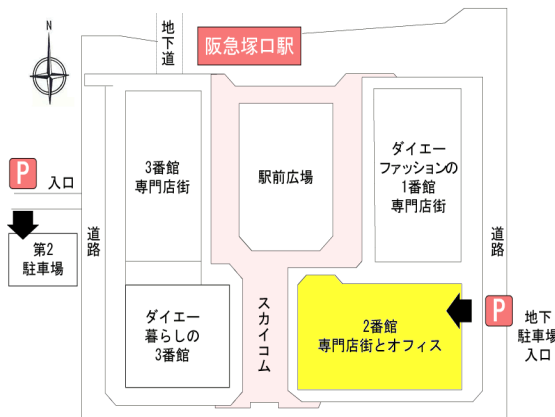 N
地下道
阪急塚口駅
P
入口
第2
駐車場
道路
3番館
専門店街
駅前広場
ダイエー
ファッションの
1番館
専門店街
道路
ダイエー
暮らしの
3番館
スカイコム
2番館
専門店街とオフィス
P
地下
駐車場
入口